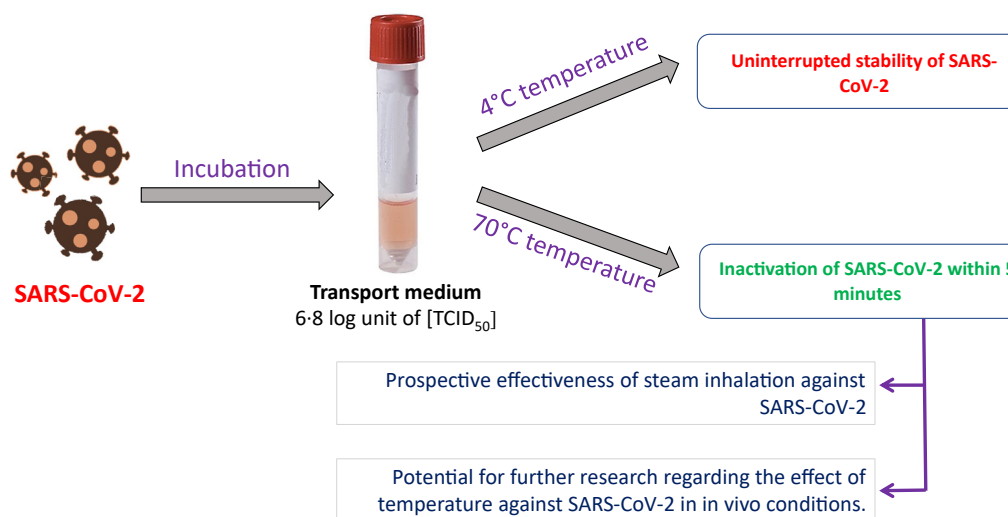 4°C temperature
Uninterrupted stability of SARS-
CoV-2
Incubation
70°C temperature
SARS-CoV-2
Transport medium
6·8 log unit of [TCID50]
Inactivation of SARS-CoV-2 within
minutes
Prospective effectiveness of steam inhalation against
SARS-CoV-2
Potential for further research regarding the effect of
temperature against SARS-CoV-2 in in vivo conditions.